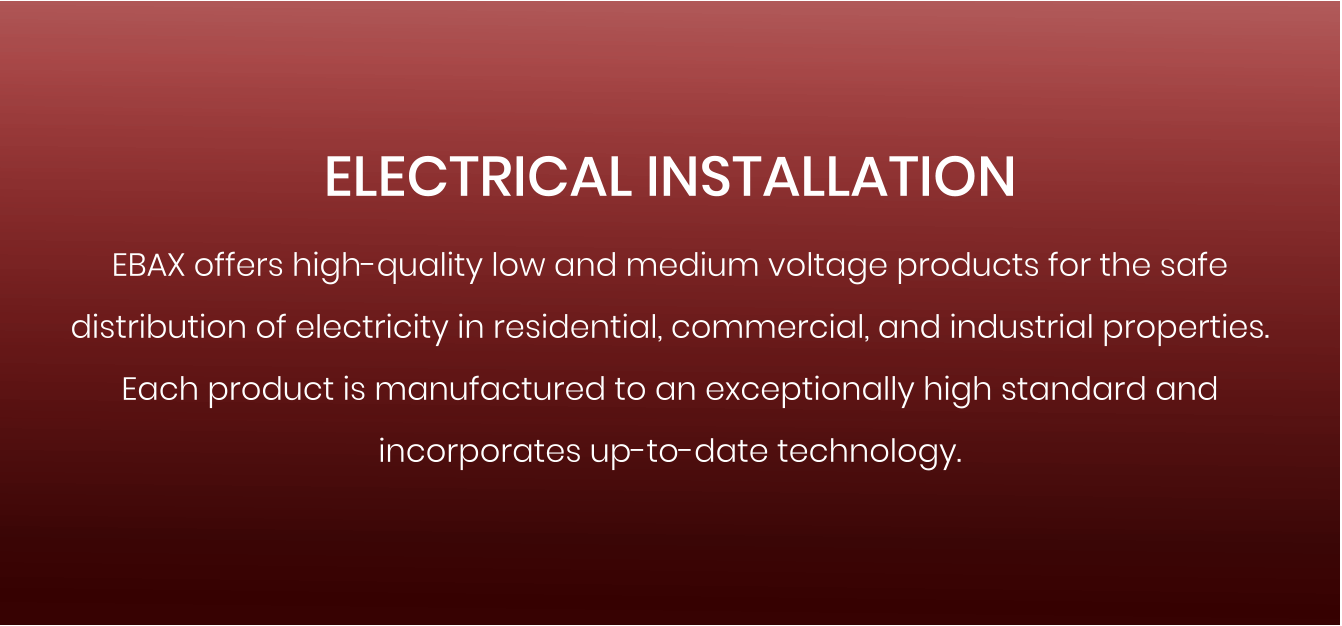 ELECTRICAL INSTALLATION
EBAX offers high-quality low and medium voltage products for the safe
distribution of electricity in residential, commercial, and industrial properties.
Each product is manufactured to an exceptionally high standard and
incorporates up-to-date technology.